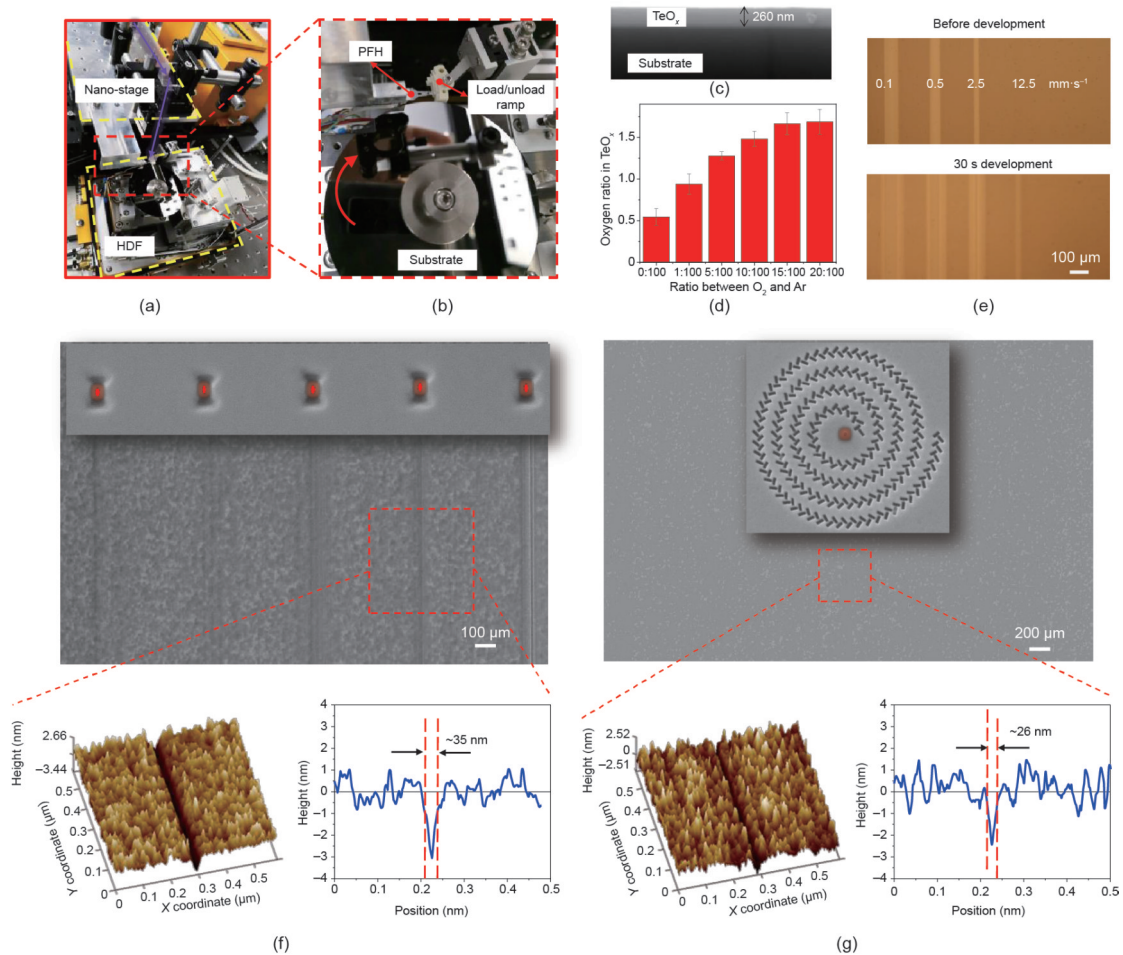 Nano-stage
HDF
(a)
PFH
Load/unload
ramp
Substrate
(b)
TeOₓ
260 nm
Substrate
(c)
Oxygen ratio in TeOₓ
1.5
1.0
0.5
0
0:100 1:100 5:100 10:100 15:100 20:100
Ratio between O₂ and Ar
(d)
Before development
0.1 0.5 2.5 12.5 mm·s⁻¹
30 s development
100 μm
(e)
100 μm
Height (nm)
2.66
–3.44
Y coordinate (μm)
0.5
0.4
0.3
0.2
0.1
0
0 0.1 0.2 0.3 0.4 0.5
X coordinate (μm)
Height (nm)
4
3
2
1
0
–1
–2
–3
–4
~35 nm
0 0.1 0.2 0.3 0.4 0.5
Position (nm)
(f)
200 μm
Height (nm)
2.52
0
–2.51
Y coordinate (μm)
0.5
0.4
0.3
0.2
0.1
0
0 0.1 0.2 0.3 0.4 0.5
X coordinate (μm)
Height (nm)
4
3
2
1
0
–1
–2
–3
–4
~26 nm
0 0.1 0.2 0.3 0.4 0.5
Position (nm)
(g)